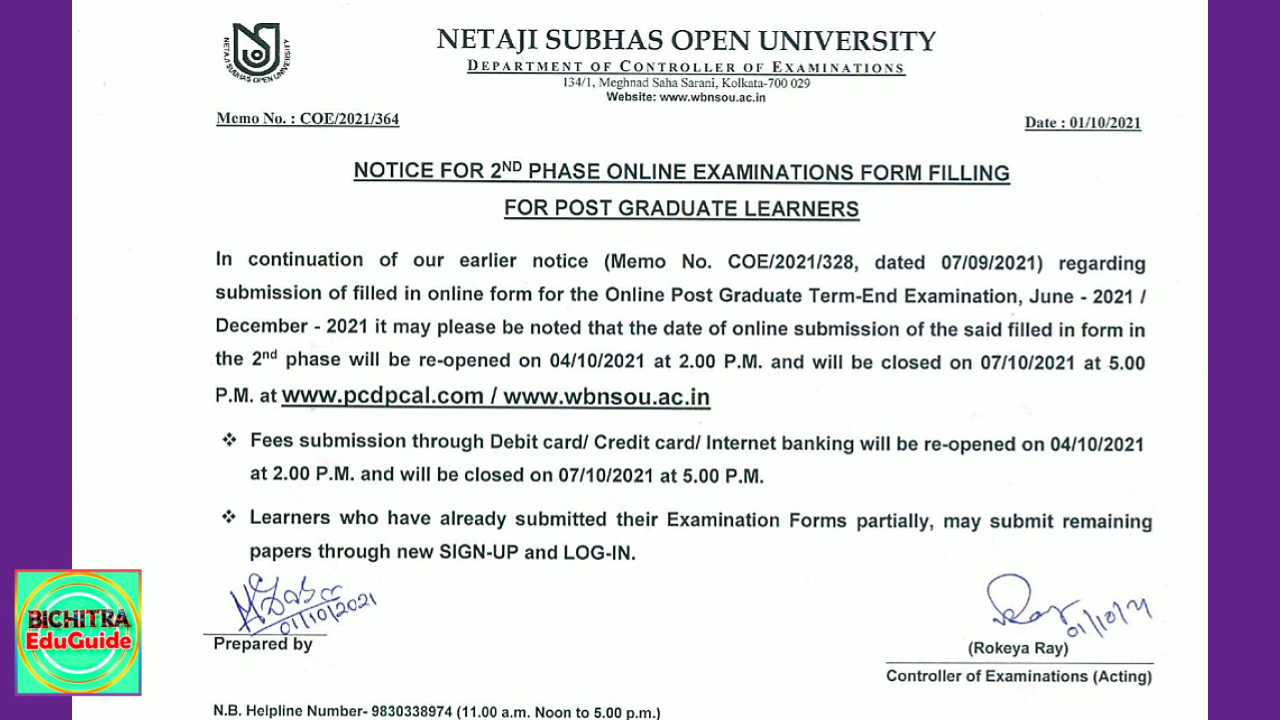 NETAJI SUBHAS OPEN UNIVERSITY
NETAJI SUBHAS OPEN UNIVERSITY
DEPARTMENT OF CONTROLLER OF EXAMINATIONS
134/1, Meghnad Saha Sarani, Kolkata-700 029
Website: www.wbnsou.ac.in
Memo No. : COE/2021/364
Date : 01/10/2021
NOTICE FOR 2ND PHASE ONLINE EXAMINATIONS FORM FILLING
FOR POST GRADUATE LEARNERS
In continuation of our earlier notice (Memo No. COE/2021/328, dated 07/09/2021) regarding
submission of filled in online form for the Online Post Graduate Term-End Examination, June - 2021 /
December - 2021 it may please be noted that the date of online submission of the said filled in form in
the 2nd phase will be re-opened on 04/10/2021 at 2.00 P.M. and will be closed on 07/10/2021 at 5.00
P.M. at www.pcdpcal.com / www.wbnsou.ac.in
❖ Fees submission through Debit card/ Credit card/ Internet banking will be re-opened on 04/10/2021
at 2.00 P.M. and will be closed on 07/10/2021 at 5.00 P.M.
❖ Learners who have already submitted their Examination Forms partially, may submit remaining
papers through new SIGN-UP and LOG-IN.
01/10/2021
Prepared by
Ray
01/10/21
(Rokeya Ray)
Controller of Examinations (Acting)
BICHITRA
EduGuide
N.B. Helpline Number- 9830338974 (11.00 a.m. Noon to 5.00 p.m.)